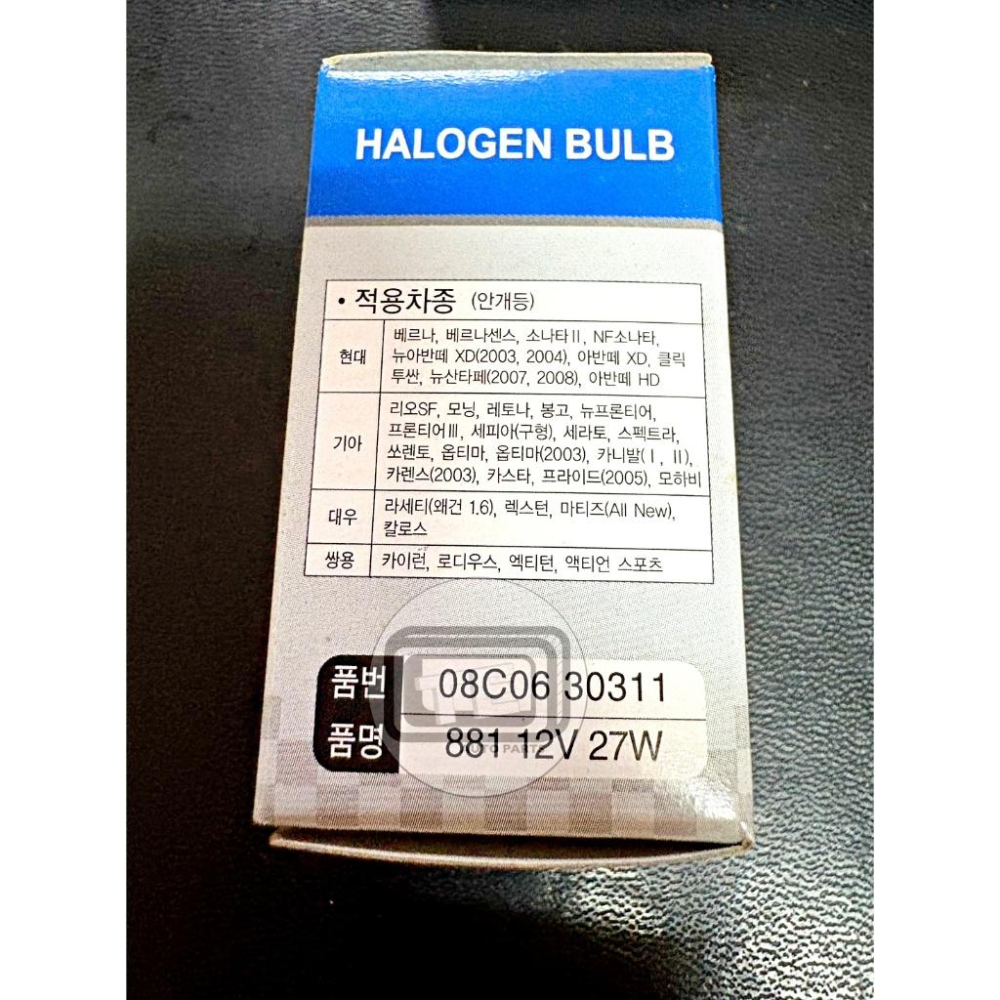 HALOGEN BULB
• 적용차종 (안개등)
현대
베르나, 베르나센스, 소나타II, NF소나타,
뉴아반떼 XD(2003, 2004), 아반떼 XD, 클릭
투싼, 뉴산타페(2007, 2008), 아반떼 HD
기아
리오SF, 모닝, 레토나, 봉고, 뉴프론티어,
프론티어III, 세피아(구형), 세라토, 스펙트라,
쏘렌토, 옵티마, 옵티마(2003), 카니발(I, II),
카렌스(2003), 카스타, 프라이드(2005), 모하비
대우
라세티(왜건 1.6), 렉스턴, 마티즈(All New),
칼로스
쌍용
카이런, 로디우스, 엑티턴, 액티언 스포츠
품번 08C06 30311
품명 881 12V 27W
AUTO PARTS